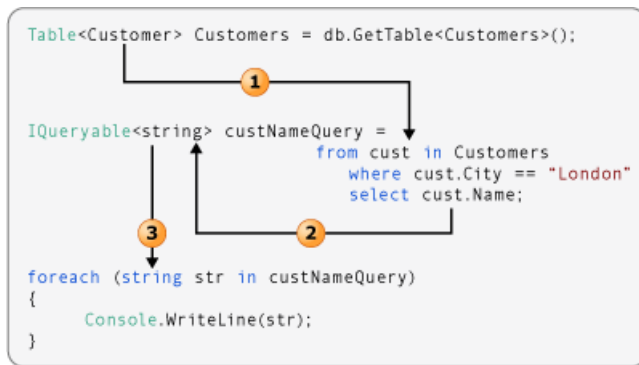 Table<Customer> Customers = db.GetTable<Customers>();
1
IQueryable<string> custNameQuery =
from cust in Customers
where cust.City == “London”
select cust.Name;
3
2
foreach (string str in custNameQuery)
{
Console.WriteLine(str);
}